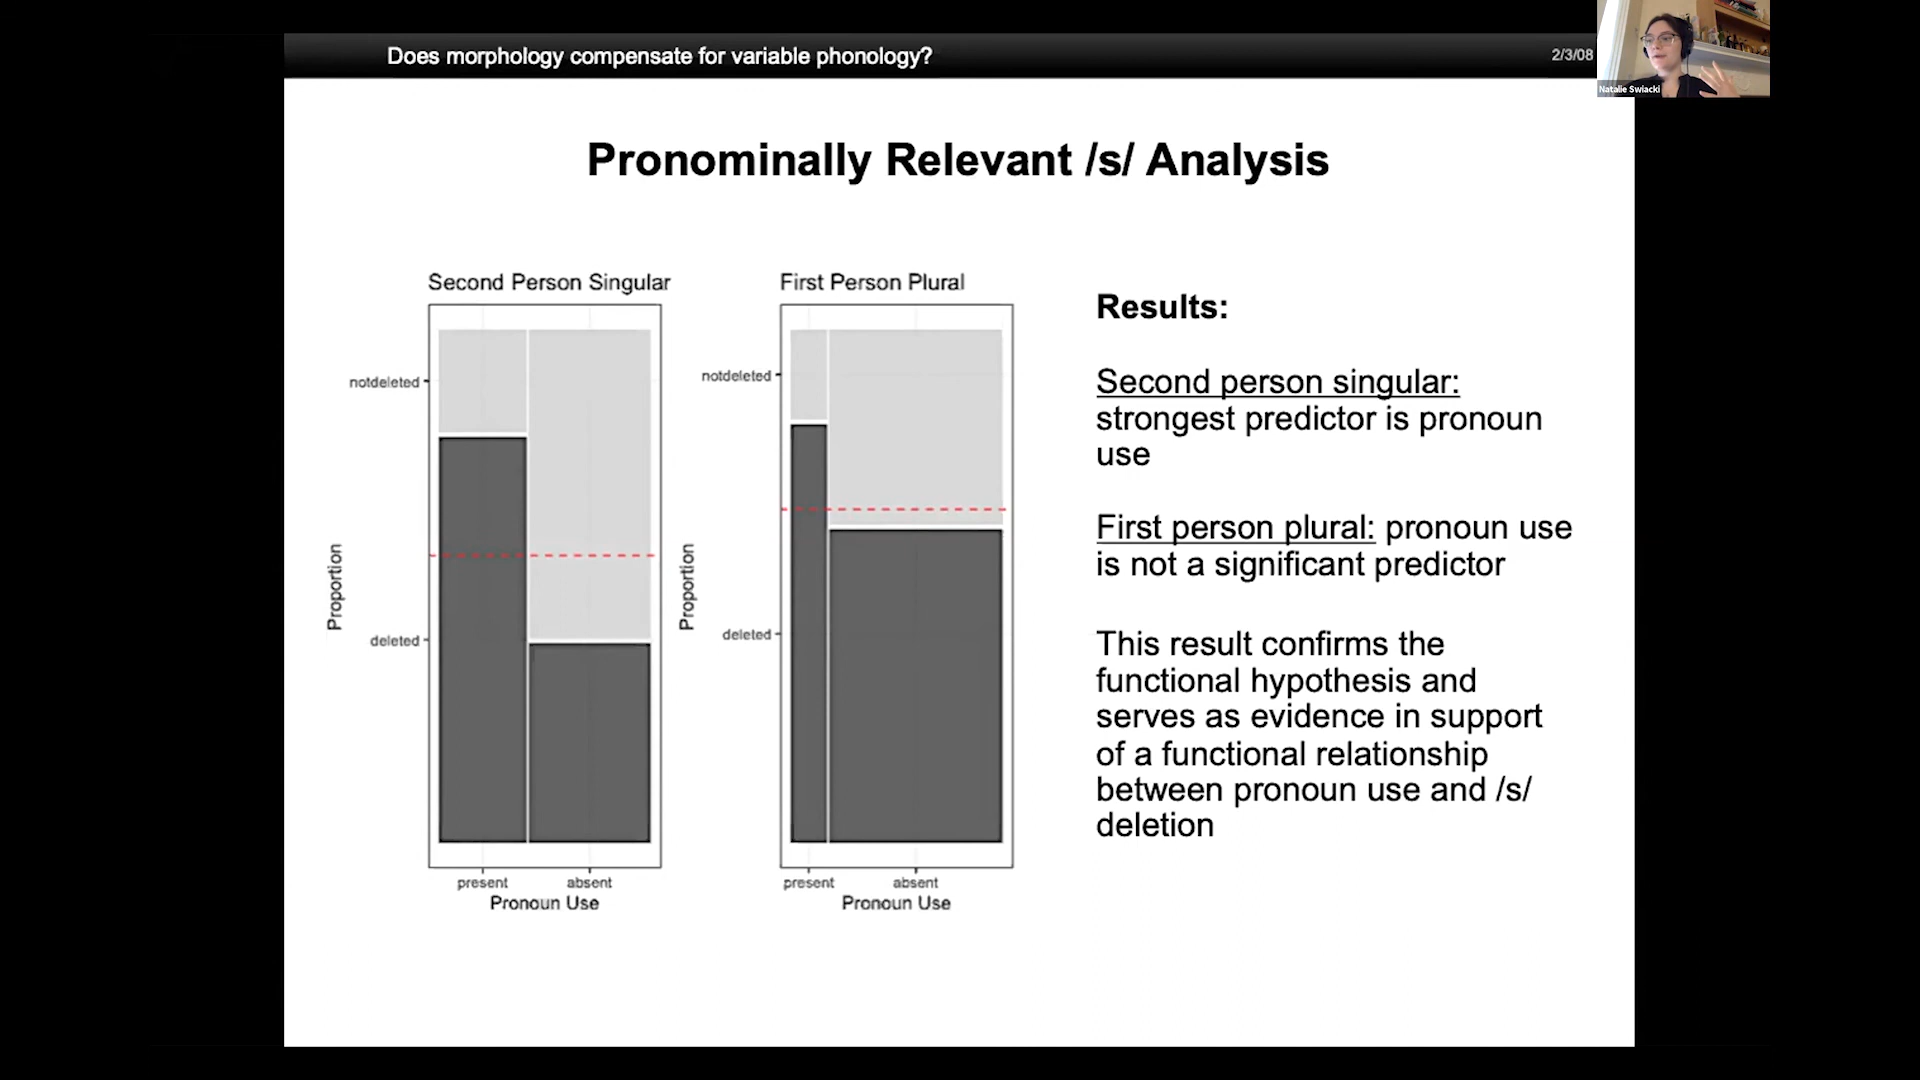 Does morphology compensate for variable phonology?
2/3/08
Natalie Swiacki
Pronominally Relevant /s/ Analysis
Second Person Singular
notdeleted
deleted
Proportion
present
absent
Pronoun Use
First Person Plural
notdeleted
deleted
Proportion
present
absent
Pronoun Use
Results:
Second person singular:
strongest predictor is pronoun
use
First person plural: pronoun use
is not a significant predictor
This result confirms the
functional hypothesis and
serves as evidence in support
of a functional relationship
between pronoun use and /s/
deletion